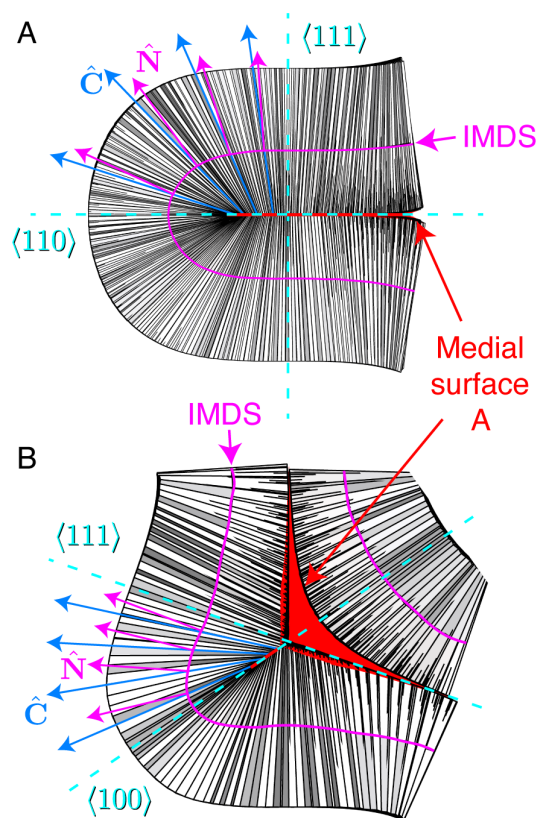 A
⟨111⟩
N̂
Ĉ
IMDS
⟨110⟩
Medial
surface
A
IMDS
B
⟨111⟩
N̂
Ĉ
⟨100⟩